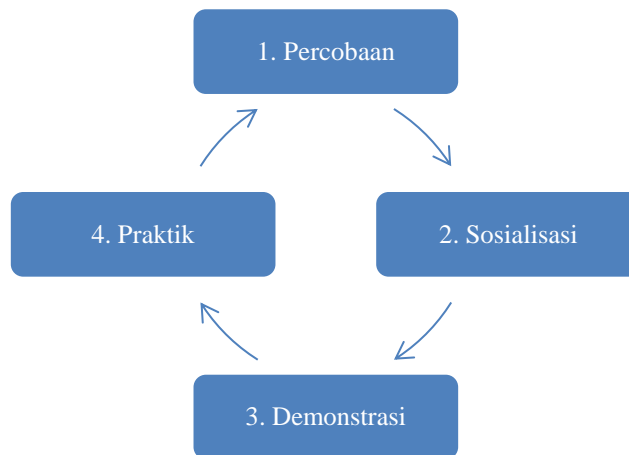 1. Percobaan
2. Sosialisasi
3. Demonstrasi
4. Praktik